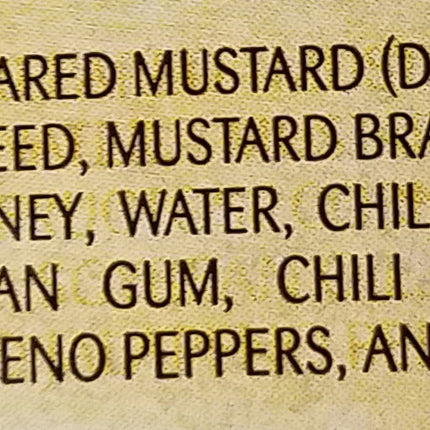 ARED MUSTARD (D
EED, MUSTARD BRA
NEY, WATER, CHIL
AN GUM, CHILI
ENO PEPPERS, AN